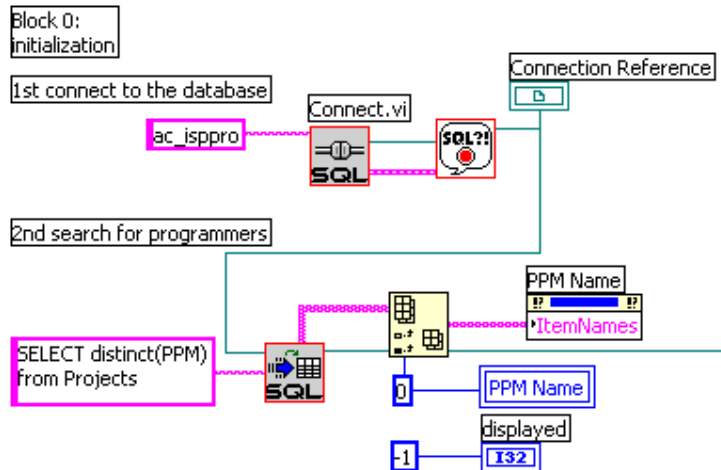 Block 0:
initialization
1st connect to the database
Connection Reference
Connect.vi
ac_isppro
SQL
SQL?!
2nd search for programmers
PPM Name
!? !?
ItemNames
SELECT distinct(PPM)
from Projects
SQL
0
PPM Name
displayed
-1
I32